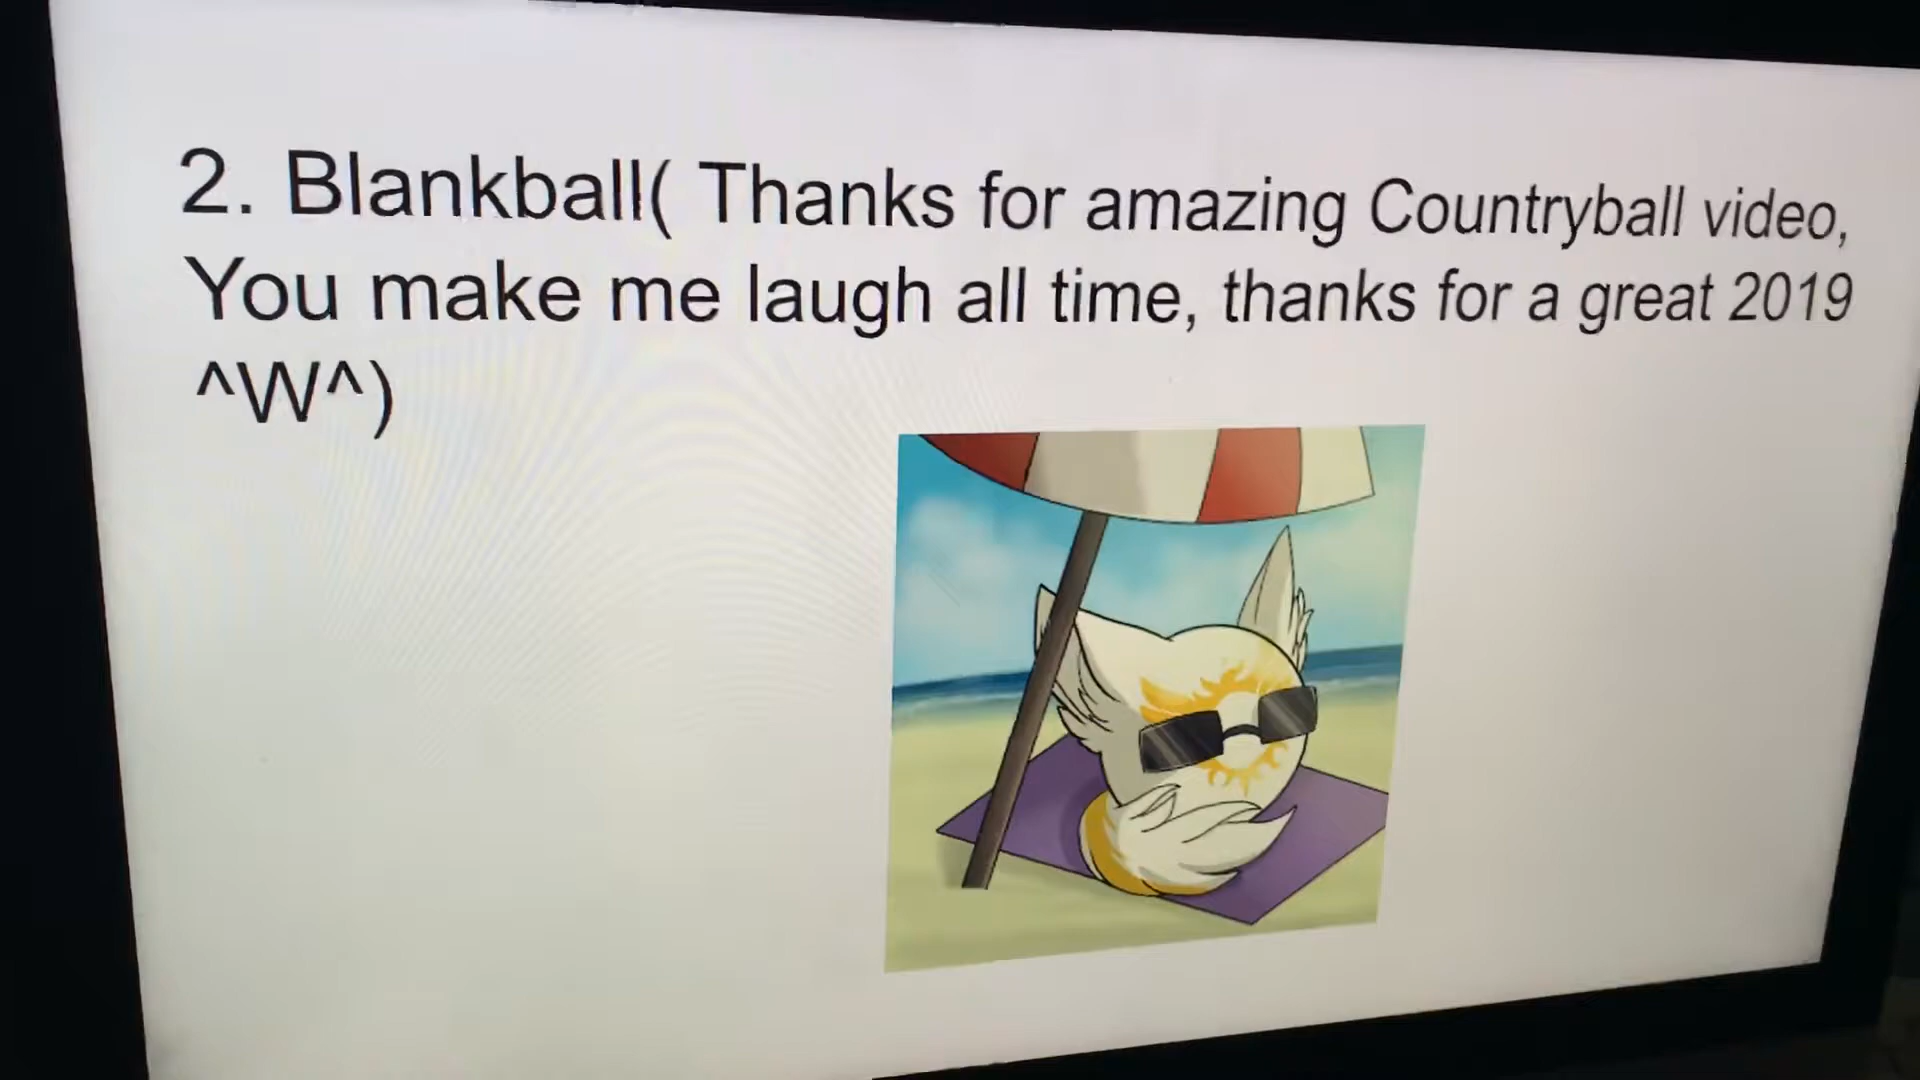 2. Blankball( Thanks for amazing Countryball video,
You make me laugh all time, thanks for a great 2019
^W^)